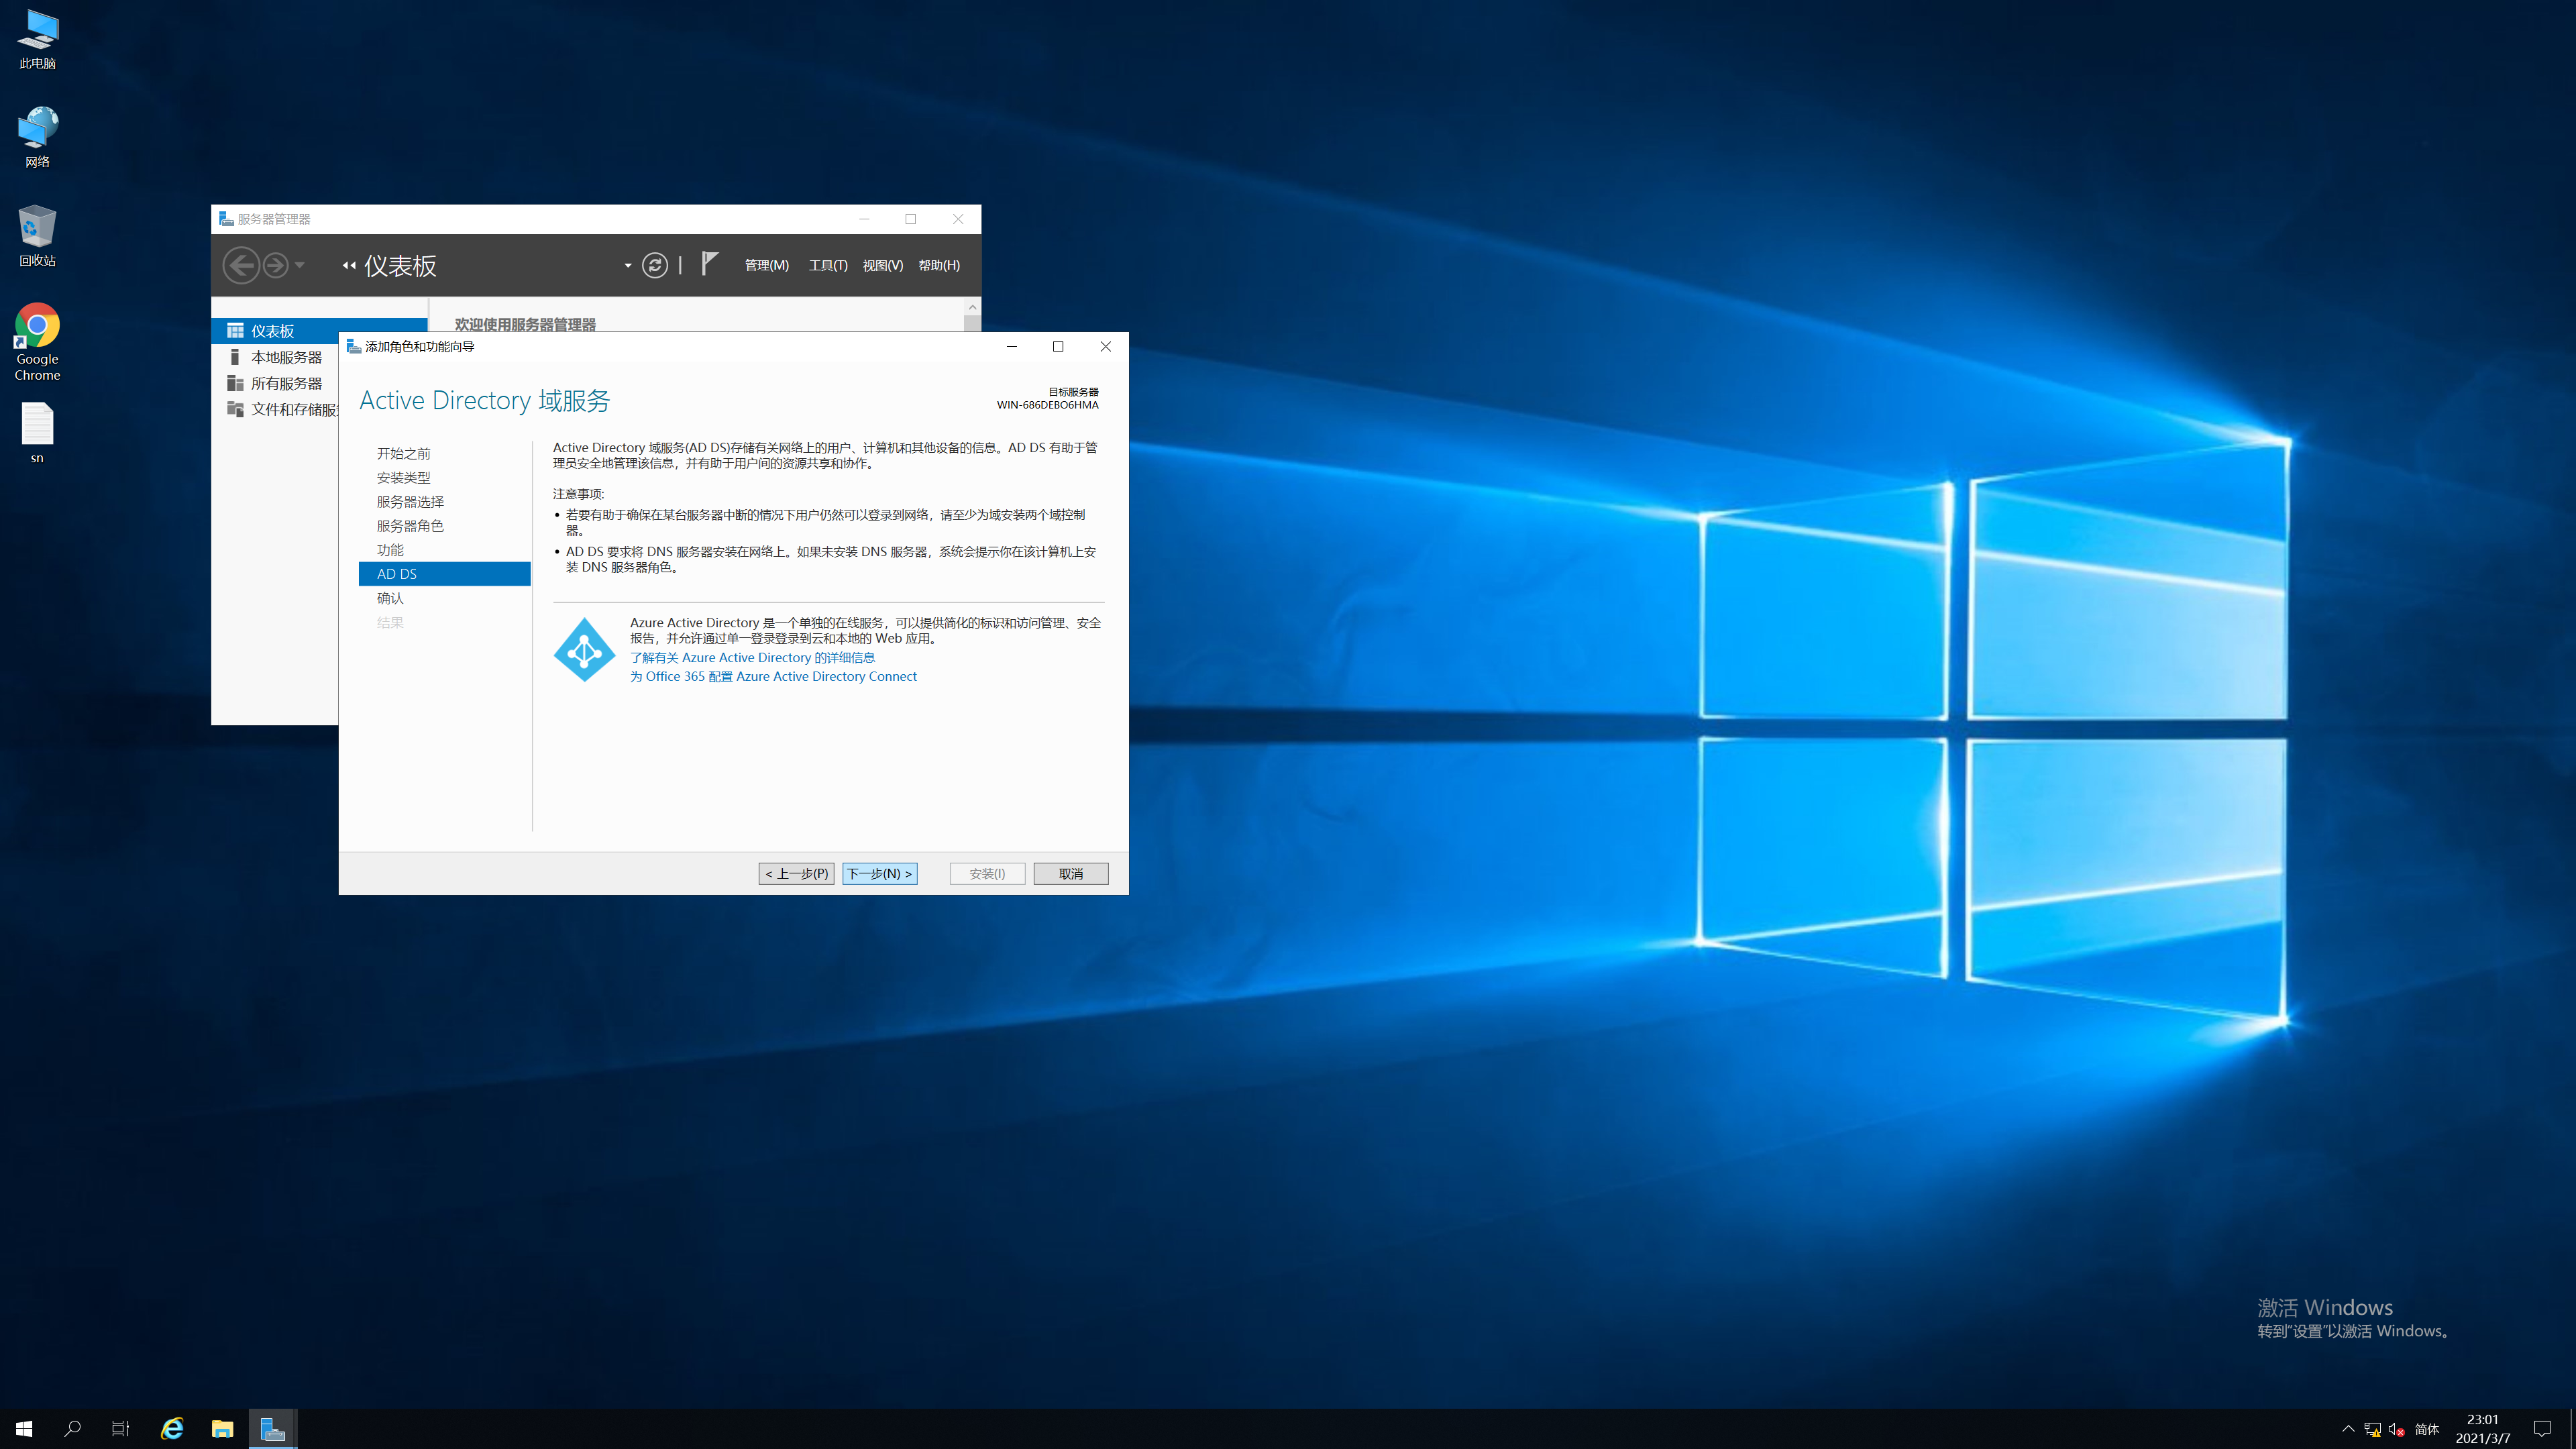 此电脑
网络
回收站
Google
Chrome
sn
服务器管理器
仪表板
管理(M)
工具(T)
视图(V)
帮助(H)
仪表板
本地服务器
所有服务器
文件和存储服
欢迎使用服务器管理器
添加角色和功能向导
Active Directory 域服务
目标服务器
WIN-686DEBO6HMA
开始之前
安装类型
服务器选择
服务器角色
功能
AD DS
确认
结果
Active Directory 域服务(AD DS)存储有关网络上的用户、计算机和其他设备的信息。AD DS 有助于管
理员安全地管理该信息，并有助于用户间的资源共享和协作。
注意事项:
• 若要有助于确保在某台服务器中断的情况下用户仍然可以登录到网络，请至少为域安装两个域控制
器。
• AD DS 要求将 DNS 服务器安装在网络上。如果未安装 DNS 服务器，系统会提示你在该计算机上安
装 DNS 服务器角色。
Azure Active Directory 是一个单独的在线服务，可以提供简化的标识和访问管理、安全
报告，并允许通过单一登录登录到云和本地的 Web 应用。
了解有关 Azure Active Directory 的详细信息
为 Office 365 配置 Azure Active Directory Connect
< 上一步(P)
下一步(N) >
安装(I)
取消
激活 Windows
转到"设置"以激活 Windows。
简体
23:01
2021/3/7